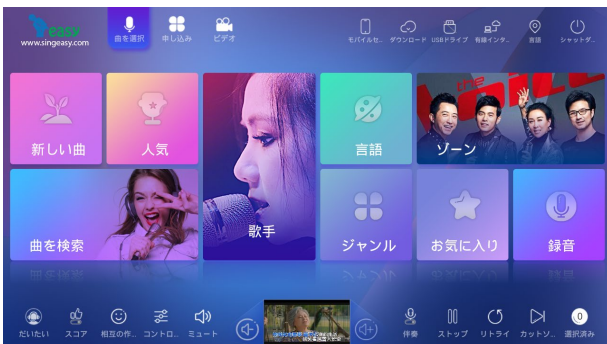 easy
www.singeasy.com
曲を選択
申し込み
ビデオ
モバイルセ..
ダウンロード
USBドライブ
有線インタ..
言語
シャットダ..
新しい曲
人気
歌手
言語
the
ゾーン
曲を検索
ジャンル
お気に入り
録音
だいたい
スコア
相互の作..
コントロ..
ミュート
伴奏
ストップ
リトライ
カットソ..
0
選択済み